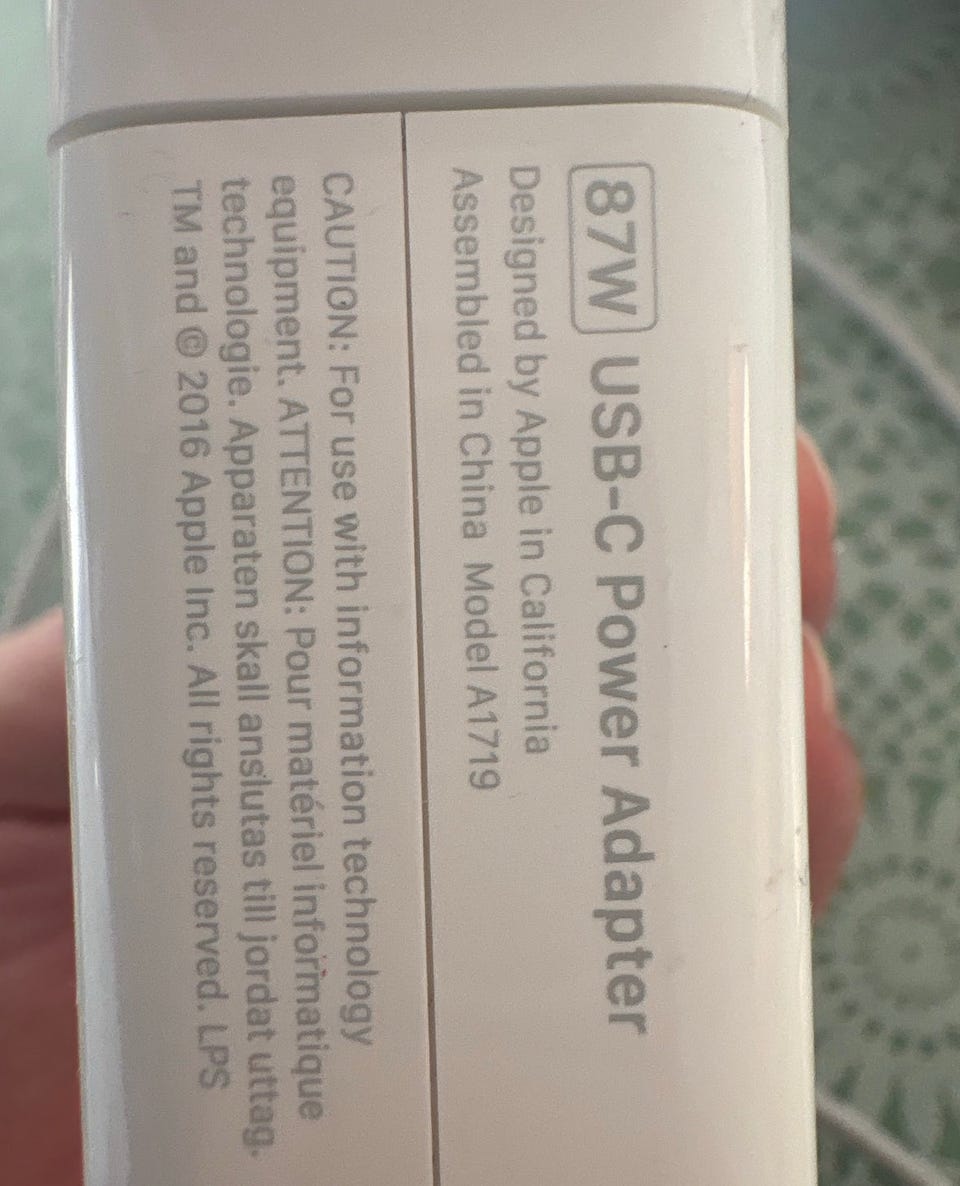 87W USB-C Power Adapter
Designed by Apple in California
Assembled in China Model A1719
CAUTION: For use with information technology
equipment. ATTENTION: Pour matériel informatique
technologie. Apparaten skall anslutas till jordat uttag.
TM and © 2016 Apple Inc. All rights reserved. LPS